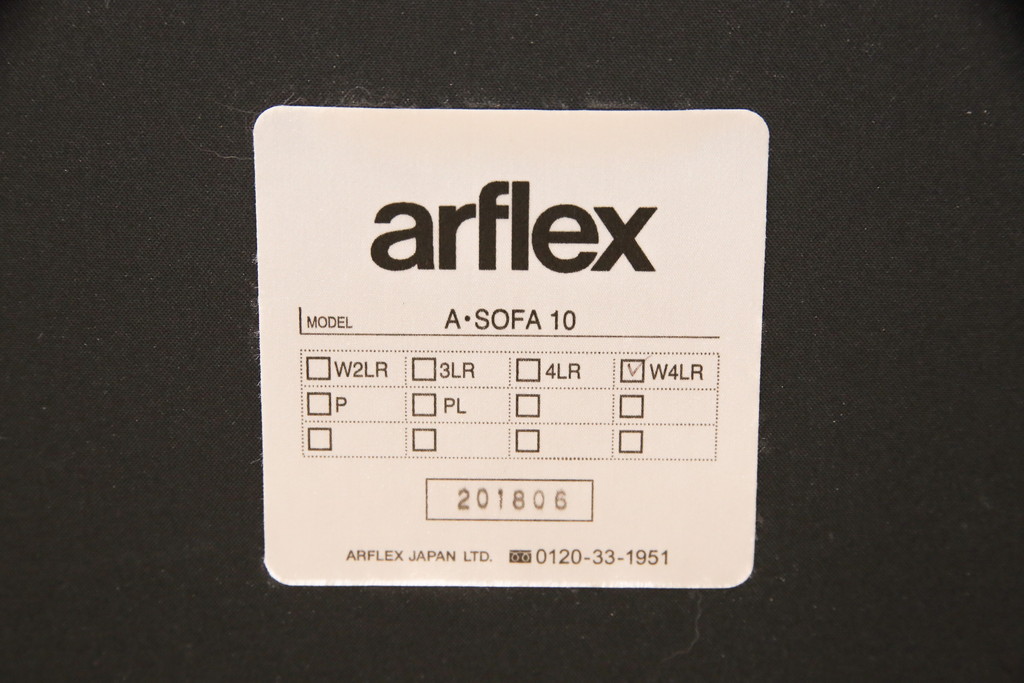 arflex
MODEL A•SOFA 10
☐W2LR ☐3LR ☐4LR ☑W4LR
☐P ☐PL ☐ ☐
☐ ☐ ☐ ☐
201806
ARFLEX JAPAN LTD. 0120-33-1951